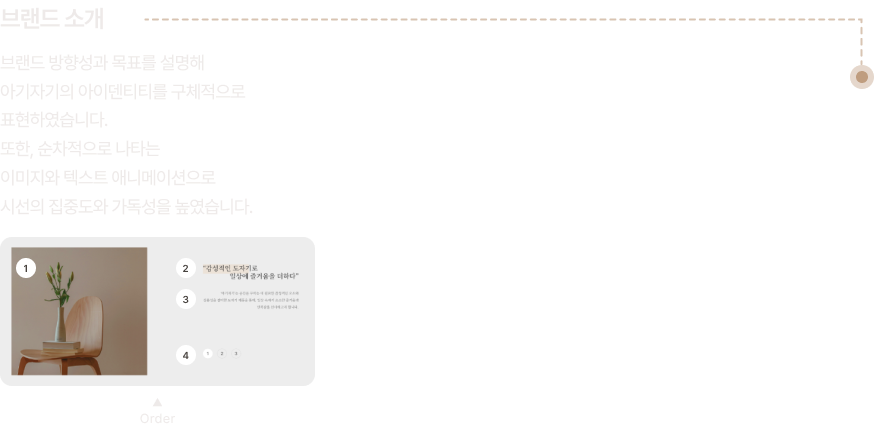 브랜드 소개
브랜드 방향성과 목표를 설명해
아기자기의 아이덴티티를 구체적으로
표현하였습니다.
또한, 순차적으로 나타는
이미지와 텍스트 애니메이션으로
시선의 집중도와 가독성을 높였습니다.
1
2
"감성적인 도자기로
일상에 즐거움을 더하다"
3
4
1 2 3
Order